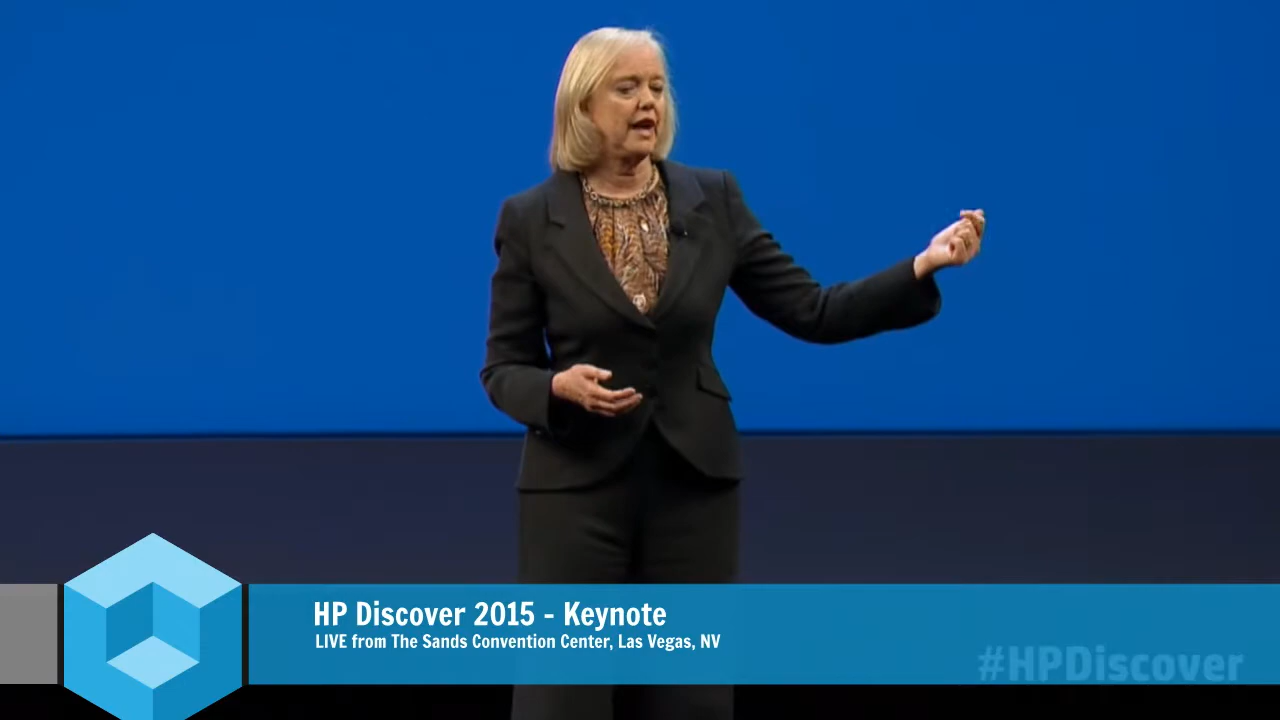 HP Discover 2015 - Keynote
LIVE from The Sands Convention Center, Las Vegas, NV
#HPDiscover